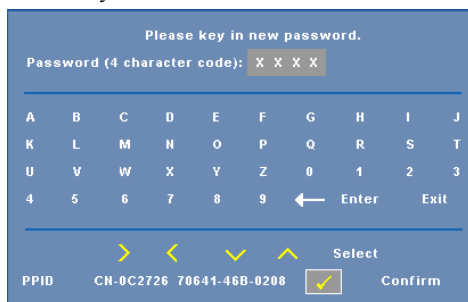 Please key in new password.
Password (4 character code): X X X X
A B C D E F G H I J
K L M N O P Q R S T
U V W X Y Z 0 1 2 3
4 5 6 7 8 9 Enter Exit
Select
PPID CN-0C2726 70641-46B-0208 Confirm